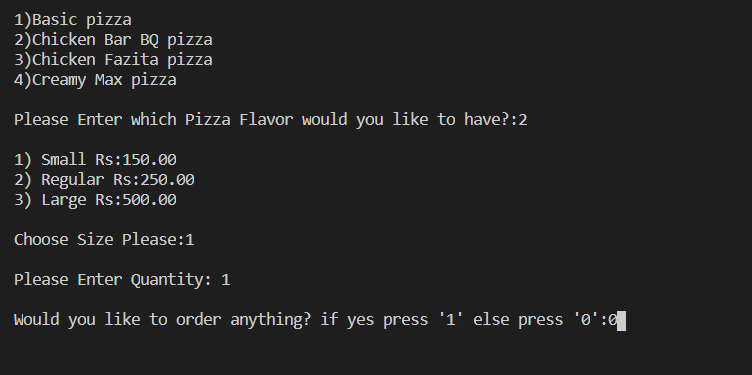 1)Basic pizza
2)Chicken Bar BQ pizza
3)Chicken Fazita pizza
4)Creamy Max pizza
Please Enter which Pizza Flavor would you like to have?:2
1) Small Rs:150.00
2) Regular Rs:250.00
3) Large Rs:500.00
Choose Size Please:1
Please Enter Quantity: 1
Would you like to order anything? if yes press '1' else press '0':0